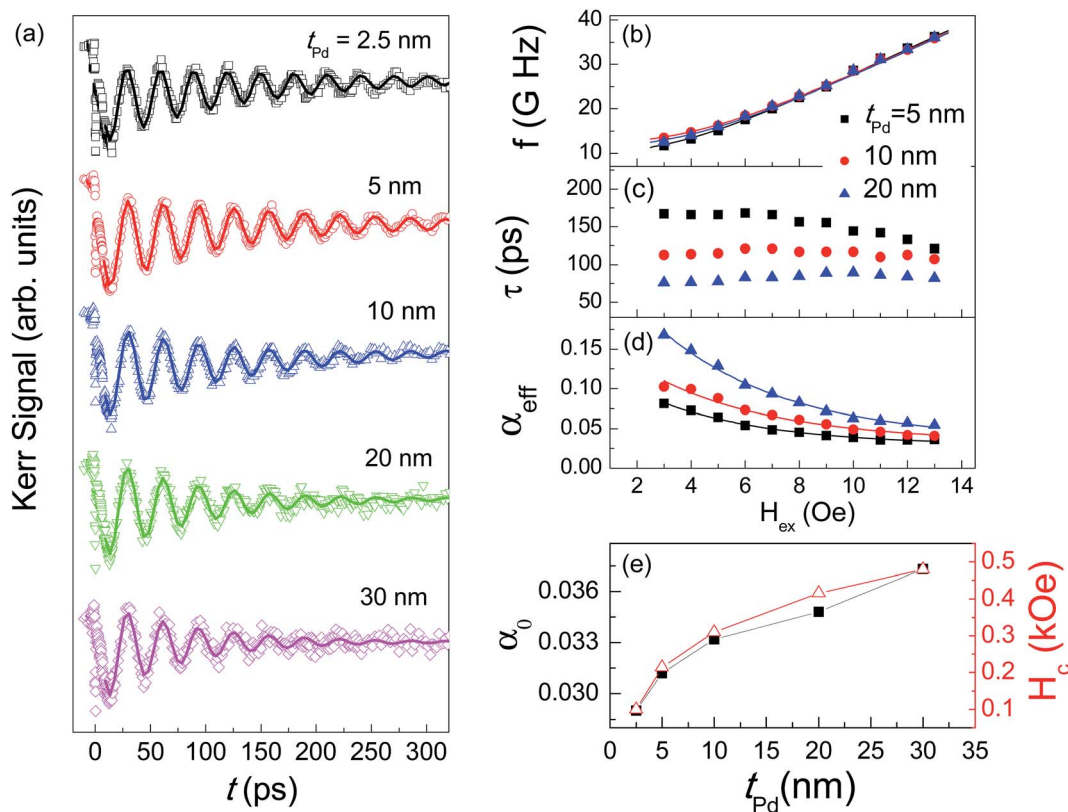 (a)
t_Pd = 2.5 nm
5 nm
10 nm
20 nm
30 nm
Kerr Signal (arb. units)
0 50 100 150 200 250 300
t (ps)
(b)
40
30
20
10
f (G Hz)
t_Pd=5 nm
10 nm
20 nm
(c)
200
150
100
50
τ (ps)
(d)
0.15
0.10
0.05
0.00
α_eff
2 4 6 8 10 12 14
H_ex (Oe)
(e)
0.036
0.033
0.030
α_0
0.5
0.4
0.3
0.2
0.1
H_c (kOe)
0 5 10 15 20 25 30 35
t_Pd(nm)